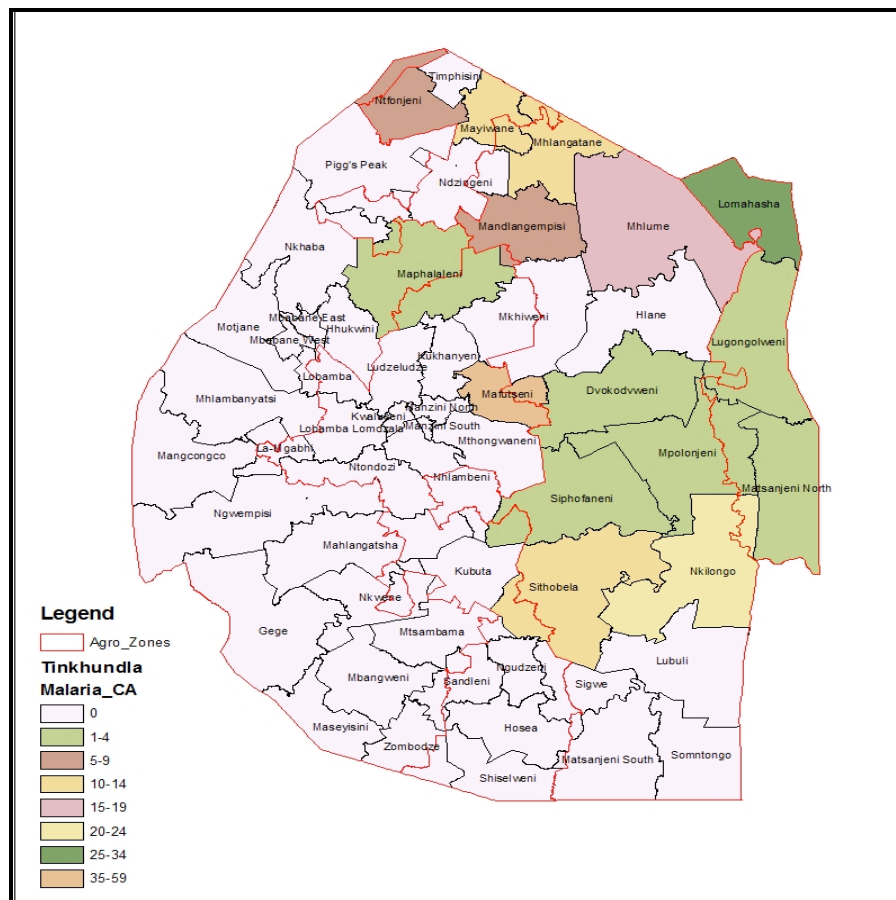 Timphisini
Ntfonjeni
Mayiwane
Mhlangatane
Pigg's Peak
Ndzingeni
Lomahasha
Mandlangempisi
Mhlume
Nkhaba
Maphalaleni
Mkhiweni
Hlane
Mbabane East
Hhukwini
Motjane
Mbabane West
Lugongolweni
Kukhanyeni
Ludzeludze
Lobamba
Mafutseni
Dvokodvweni
Mhlambanyatsi
Manzini North
Kwaluseni
Lobamba Lomdzala
Manzini South
Mthongwaneni
La-Mgabhi
Mangcongco
Mpolonjeni
Ntondozi
Nhlambeni
Matsanjeni North
Siphofaneni
Ngwempisi
Mahlangatsha
Kubuta
Nkilongo
Sithobela
Nkwene
Gege
Mtsambama
Lubuli
Ngudzeni
Mbangweni
Sandleni
Sigwe
Maseyisini
Hosea
Zombodze
Matsanjeni South
Somntongo
Shiselweni
Legend
Agro_Zones
Tinkhundla
Malaria_CA
0
1-4
5-9
10-14
15-19
20-24
25-34
35-59